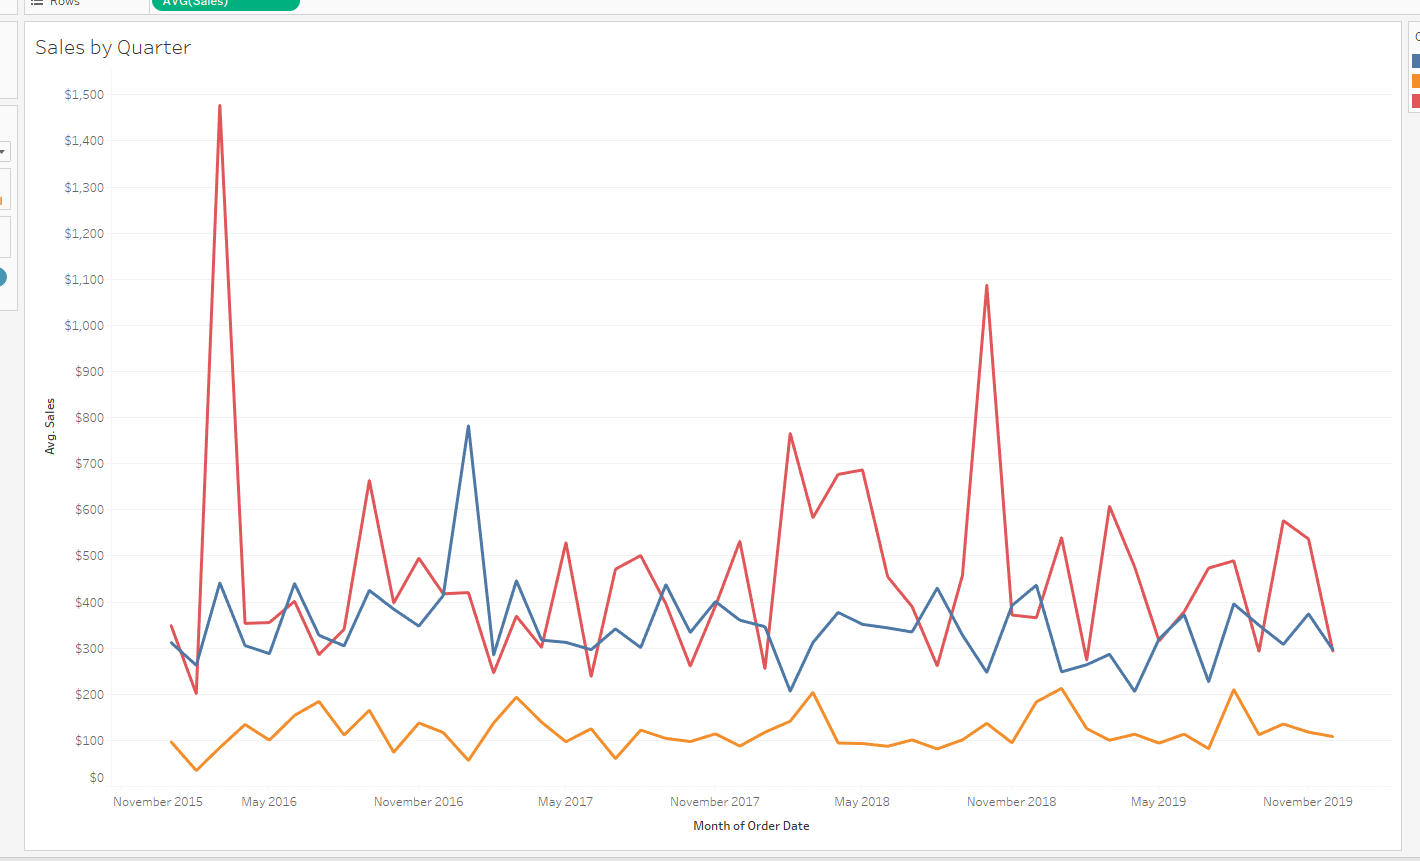 Rows
AVG(Sales)
Sales by Quarter
$1,500
$1,400
$1,300
$1,200
$1,100
$1,000
$900
$800
$700
$600
$500
$400
$300
$200
$100
$0
Avg. Sales
November 2015 May 2016 November 2016 May 2017 November 2017 May 2018 November 2018 May 2019 November 2019
Month of Order Date